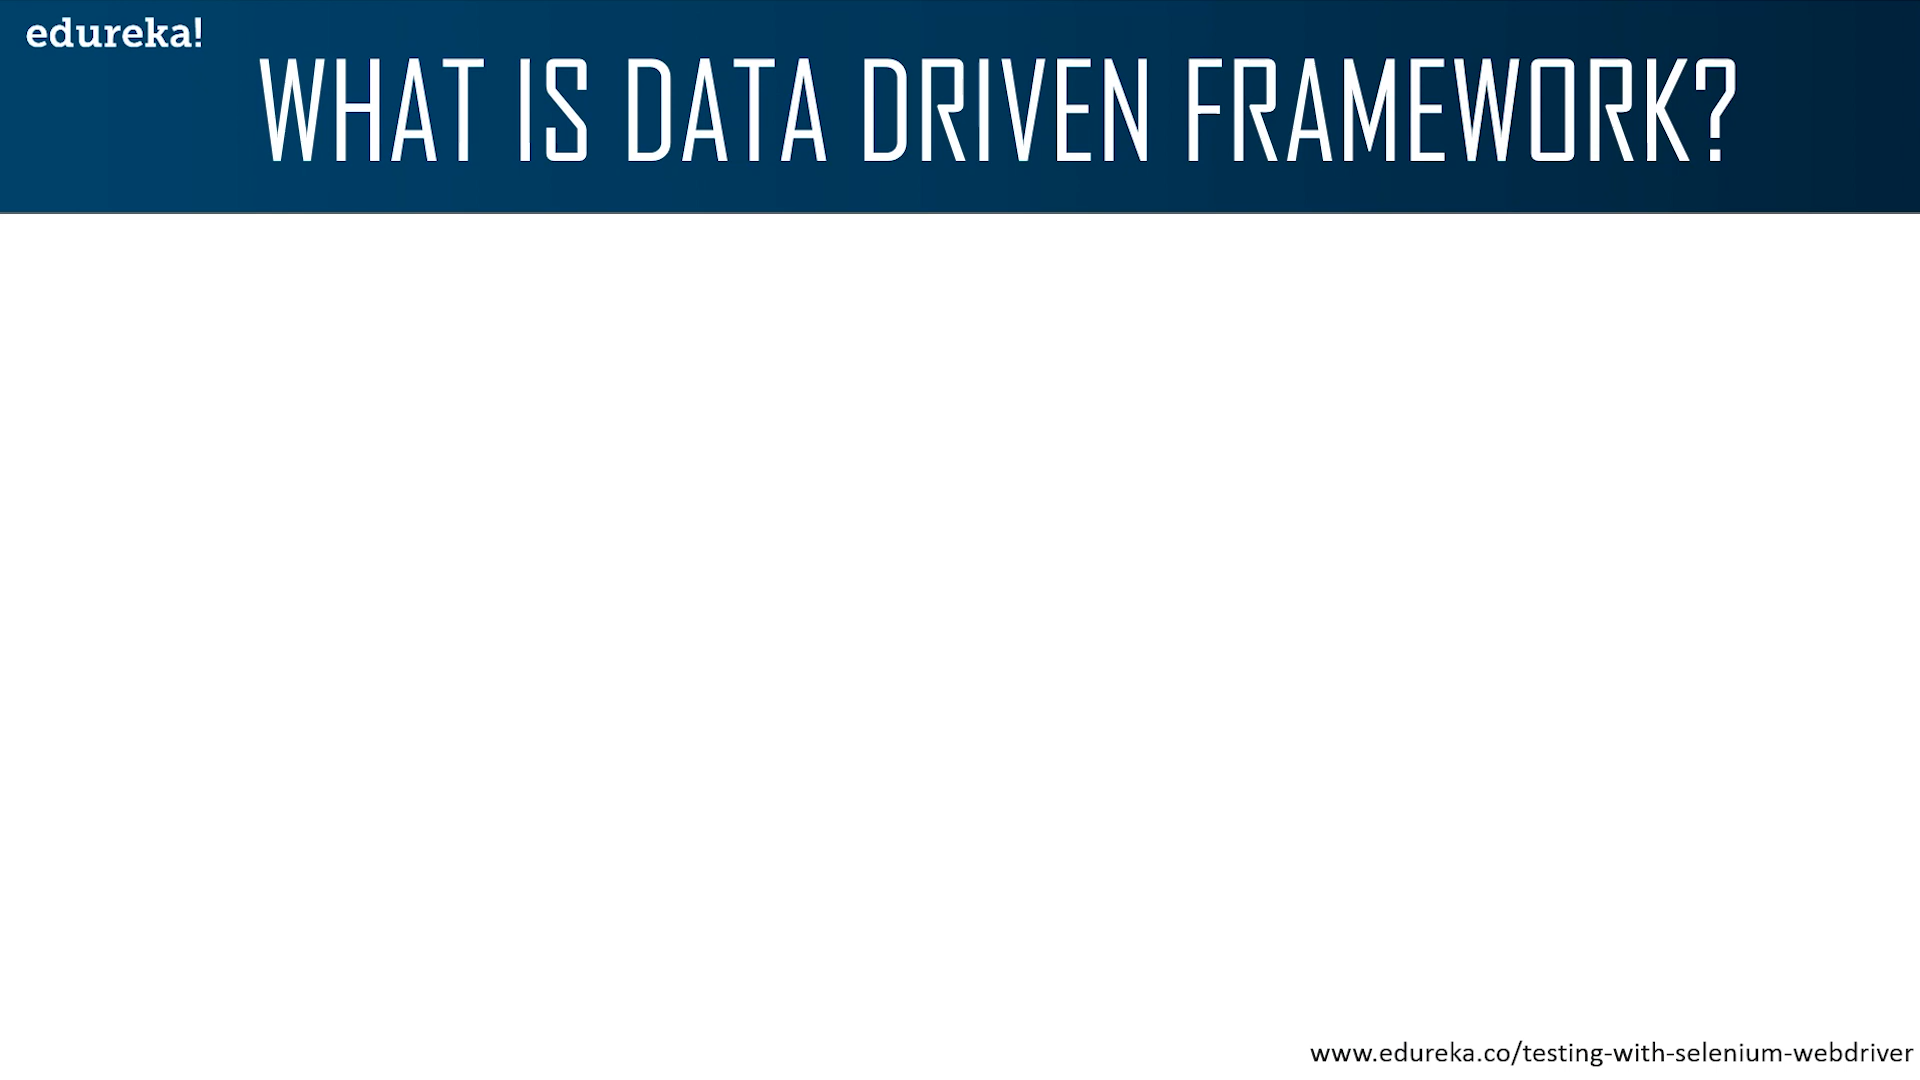 edureka!
WHAT IS DATA DRIVEN FRAMEWORK?
www.edureka.co/testing-with-selenium-webdriver